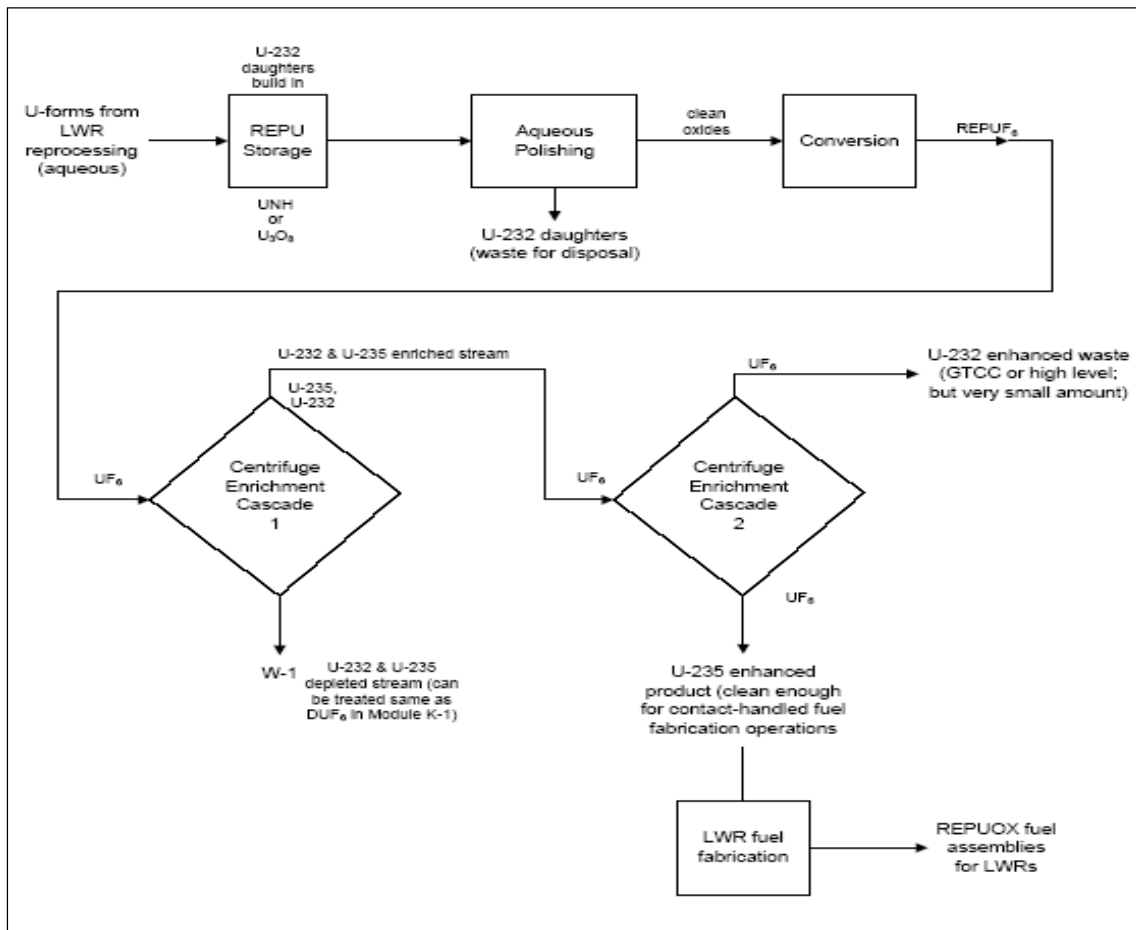 U-232
daughters
build in
U-forms from
LWR
reprocessing
(aqueous)
REPU
Storage
UNH
or
U₃O₈
Aqueous
Polishing
U-232 daughters
(waste for disposal)
clean
oxides
Conversion
REPUF₆
U-232 & U-235 enriched stream
U-235,
U-232
UF₆
Centrifuge
Enrichment
Cascade
1
W-1
U-232 & U-235
depleted stream (can
be treated same as
DUF₆ in Module K-1)
UF₆
Centrifuge
Enrichment
Cascade
2
UF₆
U-232 enhanced waste
(GTCC or high level;
but very small amount)
UF₆
U-235 enhanced
product (clean enough
for contact-handled fuel
fabrication operations
LWR fuel
fabrication
REPUOX fuel
assemblies
for LWRs